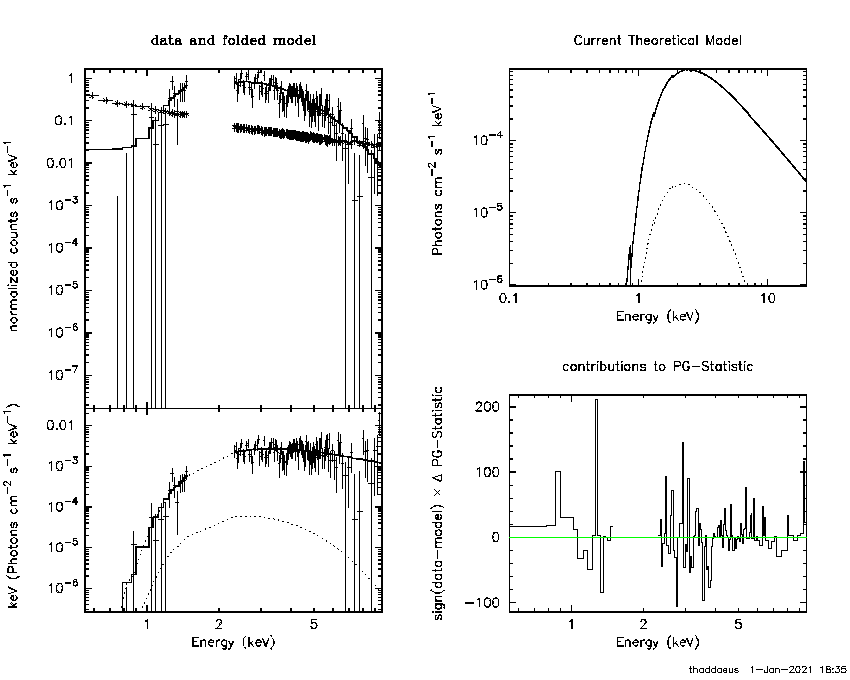 data and folded model
normalized counts s⁻¹ keV⁻¹
1
0.1
0.01
10⁻³
10⁻⁴
10⁻⁵
10⁻⁶
10⁻⁷
keV (Photons cm⁻² s⁻¹ keV⁻¹)
0.01
10⁻³
10⁻⁴
10⁻⁵
10⁻⁶
1 2 5
Energy (keV)
Current Theoretical Model
Photons cm⁻² s⁻¹ keV⁻¹
10⁻⁴
10⁻⁵
10⁻⁶
0.1 1 10
Energy (keV)
contributions to PG-Statistic
sign(data-model) × Δ PG-Statistic
200
100
0
-100
1 2 5
Energy (keV)
thaddaeus 1-Jan-2021 18:35